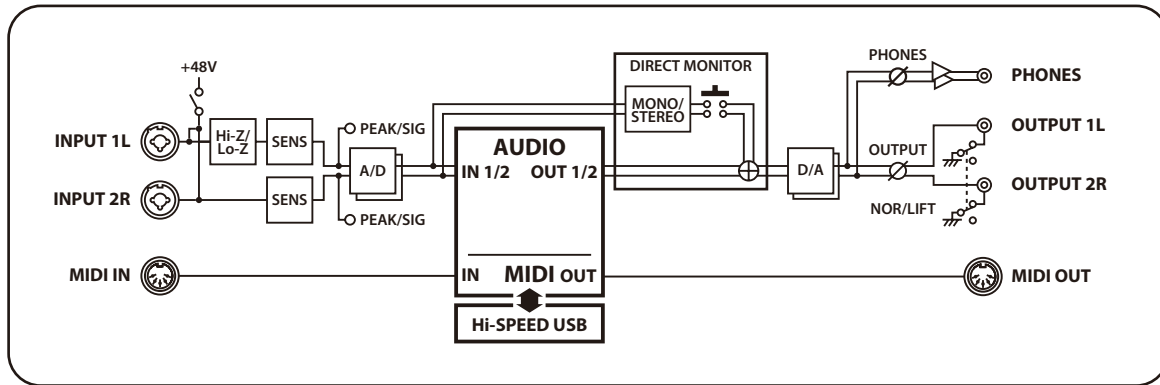 +48V
INPUT 1L
Hi-Z/
Lo-Z
SENS
PEAK/SIG
INPUT 2R
SENS
PEAK/SIG
A/D
AUDIO
IN 1/2
OUT 1/2
DIRECT MONITOR
MONO/
STEREO
D/A
PHONES
PHONES
OUTPUT
OUTPUT 1L
OUTPUT 2R
NOR/LIFT
MIDI IN
IN
MIDI OUT
MIDI OUT
Hi-SPEED USB